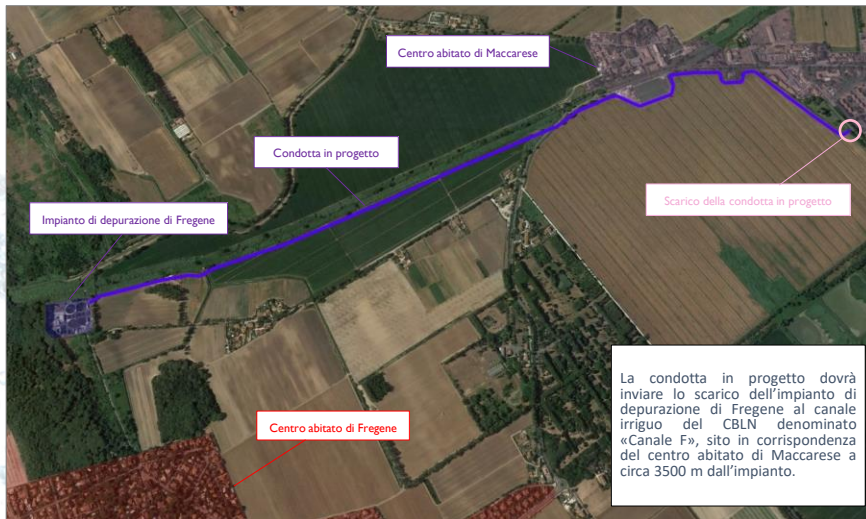 Centro abitato di Maccarese
Condotta in progetto
Scarico della condotta in progetto
Impianto di depurazione di Fregene
Centro abitato di Fregene
La condotta in progetto dovrà
inviare lo scarico dell'impianto di
depurazione di Fregene al canale
irriguo del CBLN denominato
«Canale F», sito in corrispondenza
del centro abitato di Maccarese a
circa 3500 m dall'impianto.